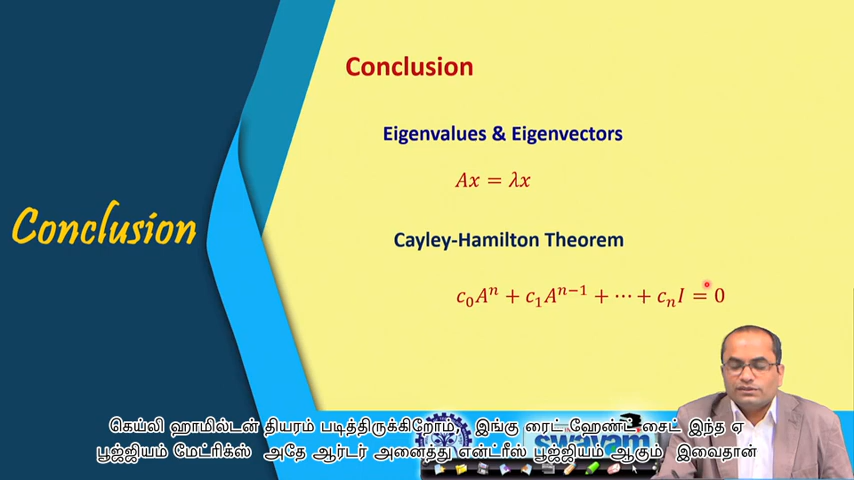 Conclusion
Conclusion
Eigenvalues & Eigenvectors
Ax = λx
Cayley-Hamilton Theorem
c₀Aⁿ + c₁Aⁿ⁻¹ + ⋯ + cₙI = 0
swayam
கெய்லி ஹாமில்டன் தியரம் படித்திருக்கிறோம், இங்கு ரைட் ஹேண்ட் சைட் இந்த ஏ
பூஜ்ஜியம் மேட்ரிக்ஸ் அதே ஆர்டர் அனைத்து என்ட்ரீஸ் பூஜ்ஜியம் ஆகும் இவைதான்